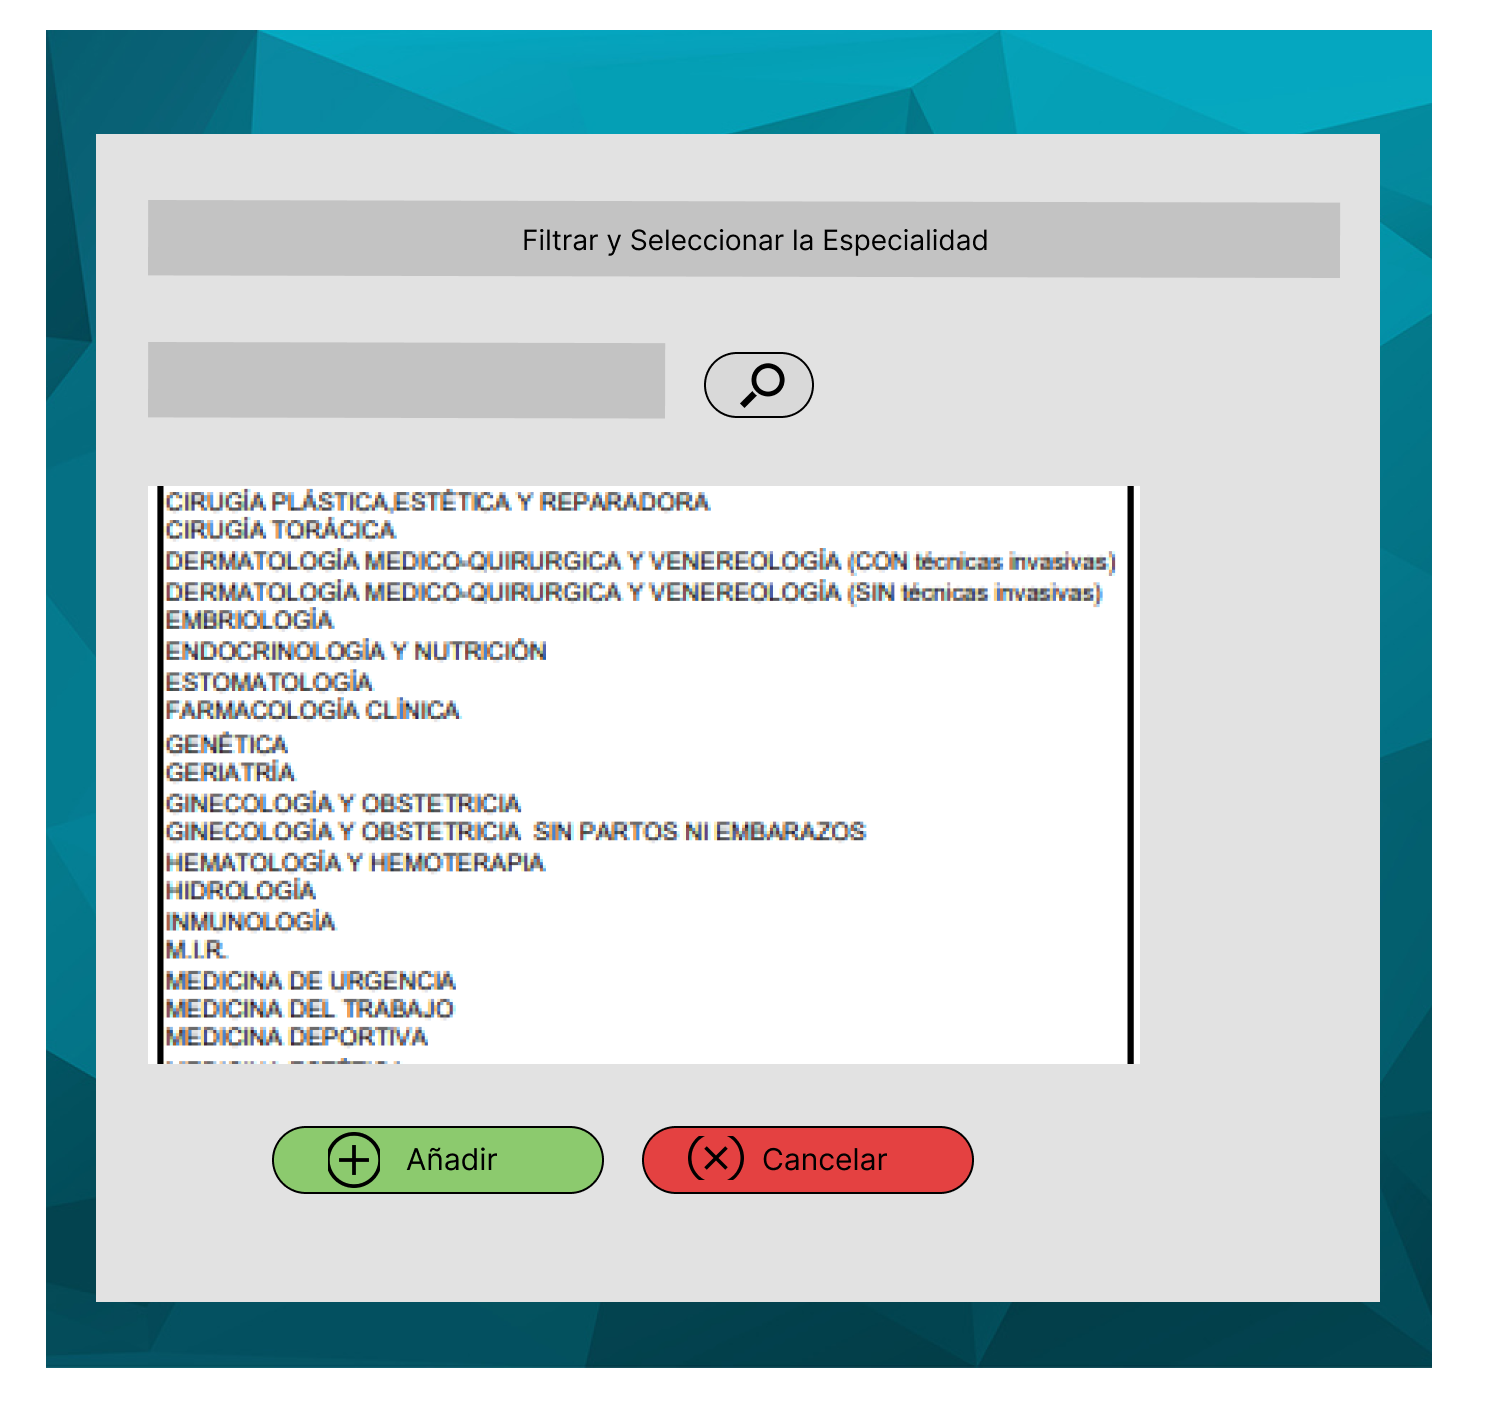 Filtrar y Seleccionar la Especialidad
CIRUGÍA PLÁSTICA,ESTÉTICA Y REPARADORA
CIRUGÍA TORÁCICA
DERMATOLOGÍA MEDICO-QUIRURGICA Y VENEREOLOGÍA (CON técnicas invasivas)
DERMATOLOGÍA MEDICO-QUIRURGICA Y VENEREOLOGÍA (SIN técnicas invasivas)
EMBRIOLOGÍA
ENDOCRINOLOGÍA Y NUTRICIÓN
ESTOMATOLOGÍA
FARMACOLOGÍA CLÍNICA
GENÉTICA
GERIATRÍA
GINECOLOGÍA Y OBSTETRICIA
GINECOLOGÍA Y OBSTETRICIA  SIN PARTOS NI EMBARAZOS
HEMATOLOGÍA Y HEMOTERAPIA
HIDROLOGÍA
INMUNOLOGÍA
M.I.R.
MEDICINA DE URGENCIA
MEDICINA DEL TRABAJO
MEDICINA DEPORTIVA
Añadir
Cancelar